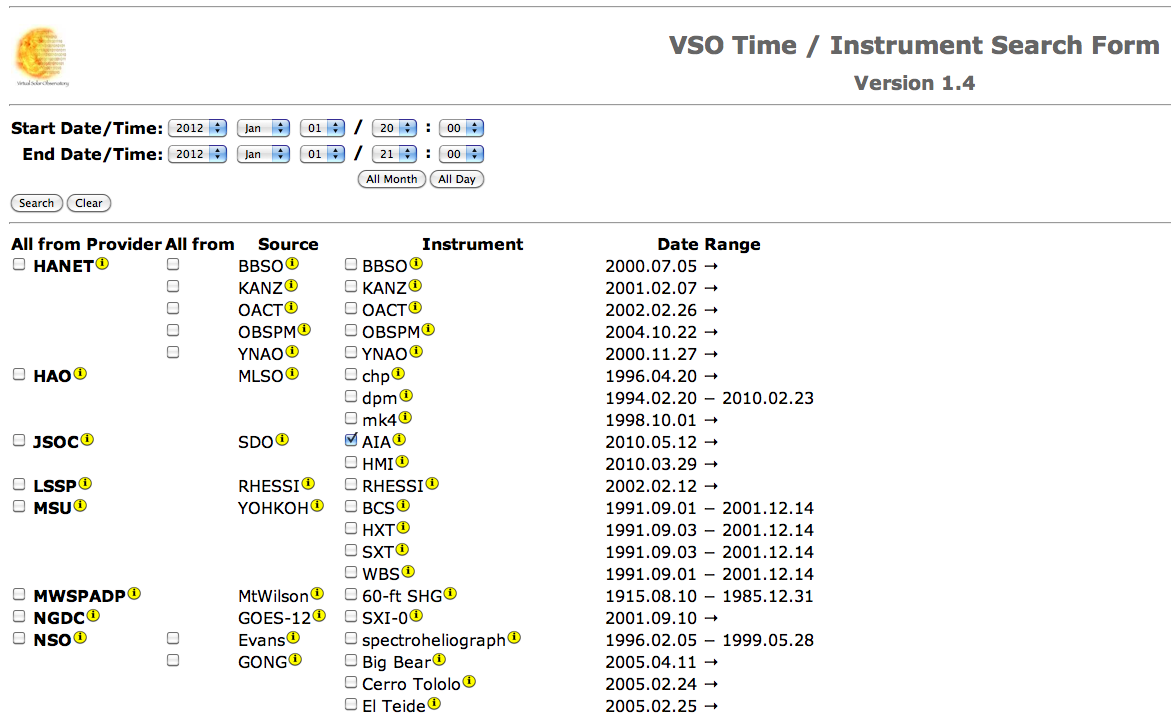 VSO Time / Instrument Search Form
Version 1.4
Virtual Solar Observatory
Start Date/Time: 2012 Jan 01 / 20 : 00
End Date/Time: 2012 Jan 01 / 21 : 00
All Month All Day
Search Clear
All from Provider All from Source Instrument Date Range
HANET i BBSO i BBSO i 2000.07.05 →
KANZ i KANZ i 2001.02.07 →
OACT i OACT i 2002.02.26 →
OBSPM i OBSPM i 2004.10.22 →
YNAO i YNAO i 2000.11.27 →
HAO i MLSO i chp i 1996.04.20 →
dpm i 1994.02.20 – 2010.02.23
mk4 i 1998.10.01 →
JSOC i SDO i AIA i 2010.05.12 →
HMI i 2010.03.29 →
LSSP i RHESSI i RHESSI i 2002.02.12 →
MSU i YOHKOH i BCS i 1991.09.01 – 2001.12.14
HXT i 1991.09.03 – 2001.12.14
SXT i 1991.09.03 – 2001.12.14
WBS i 1991.09.01 – 2001.12.14
MWSPADP i MtWilson i 60-ft SHG i 1915.08.10 – 1985.12.31
NGDC i GOES-12 i SXI-0 i 2001.09.10 →
NSO i Evans i spectroheliograph i 1996.02.05 – 1999.05.28
GONG i Big Bear i 2005.04.11 →
Cerro Tololo i 2005.02.24 →
El Teide i 2005.02.25 →